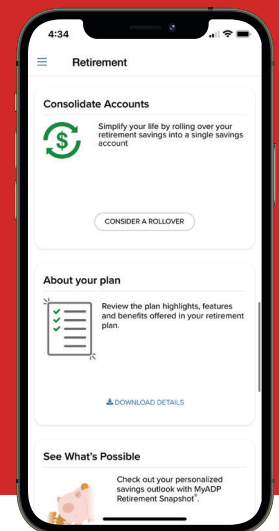 4:34
Retirement
Consolidate Accounts
Simplify your life by rolling over your
retirement savings into a single savings
account
CONSIDER A ROLLOVER
About your plan
Review the plan highlights, features
and benefits offered in your retirement
plan.
DOWNLOAD DETAILS
See What's Possible
Check out your personalized
savings outlook with MyADP
Retirement Snapshot®.